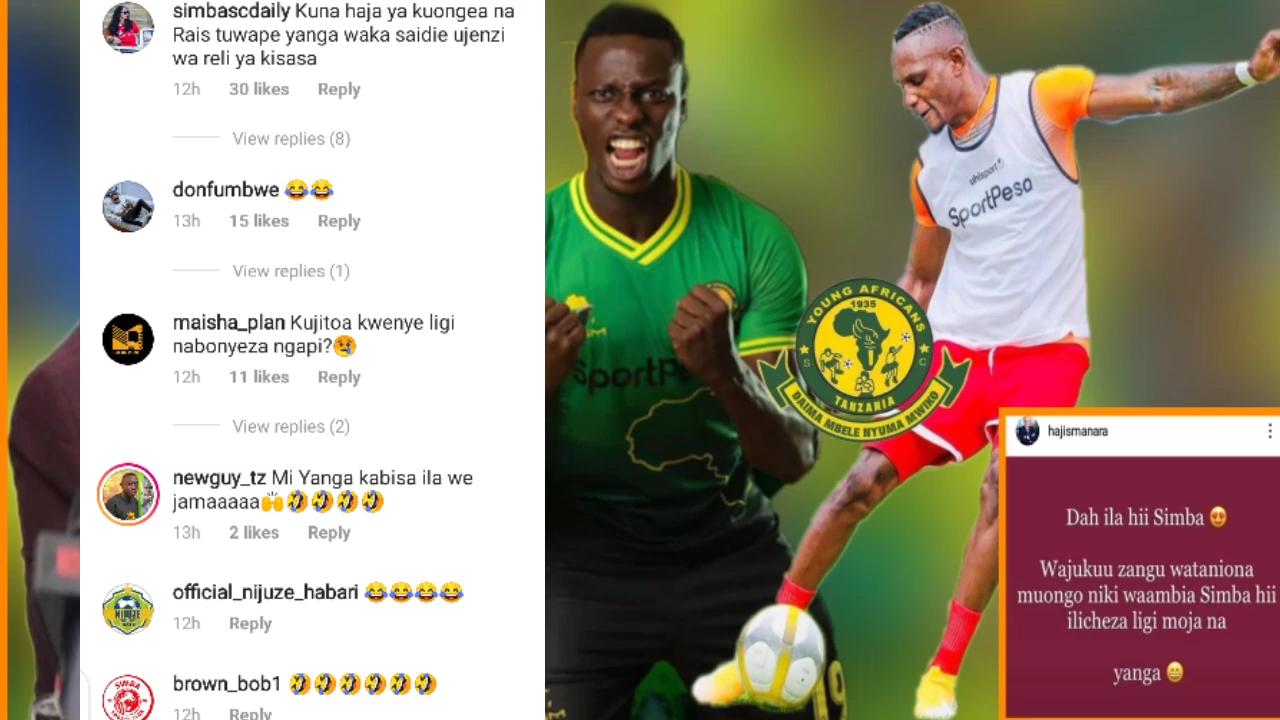 simbascdaily Kuna haja ya kuongea na
Rais tuwape yanga waka saidie ujenzi
wa reli ya kisasa
12h 30 likes Reply
View replies (8)
donfumbwe 😂😂
13h 15 likes Reply
View replies (1)
maisha_plan Kujitoa kwenye ligi
nabonyeza ngapi?😢
12h 11 likes Reply
View replies (2)
newguy_tz Mi Yanga kabisa ila we
jamaaaaa🙌🤣🤣🤣🤣
13h 2 likes Reply
official_nijuze_habari 😂😂😂😂
12h Reply
brown_bob1 🤣🤣🤣🤣🤣🤣
12h Reply
SIMBA
NIJUZE
SportPe
uhlsport
SportPesa
YOUNG AFRICANS
1935
S C
TANZANIA
DAIMA MBELE NYUMA MWIKO
hajismanara
Dah ila hii Simba 😍
Wajukuu zangu wataniona
muongo niki waambia Simba hii
ilicheza ligi moja na
yanga 😁